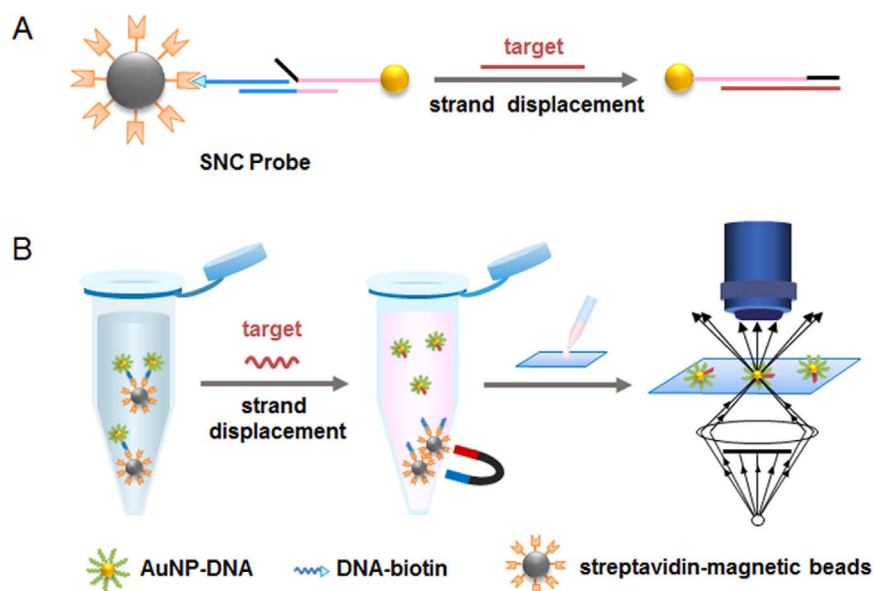 A
target
strand displacement
SNC Probe
B
target
strand
displacement
AuNP-DNA
DNA-biotin
streptavidin-magnetic beads